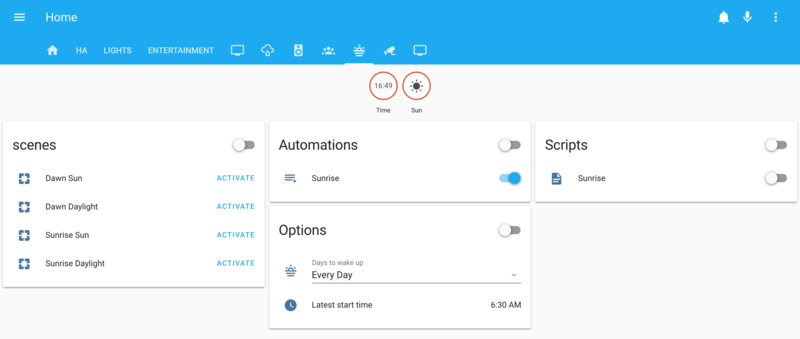 Home
HA LIGHTS ENTERTAINMENT
16:49
Time Sun
scenes
Dawn Sun ACTIVATE
Dawn Daylight ACTIVATE
Sunrise Sun ACTIVATE
Sunrise Daylight ACTIVATE
Automations
Sunrise
Options
Days to wake up
Every Day
Latest start time 6:30 AM
Scripts
Sunrise